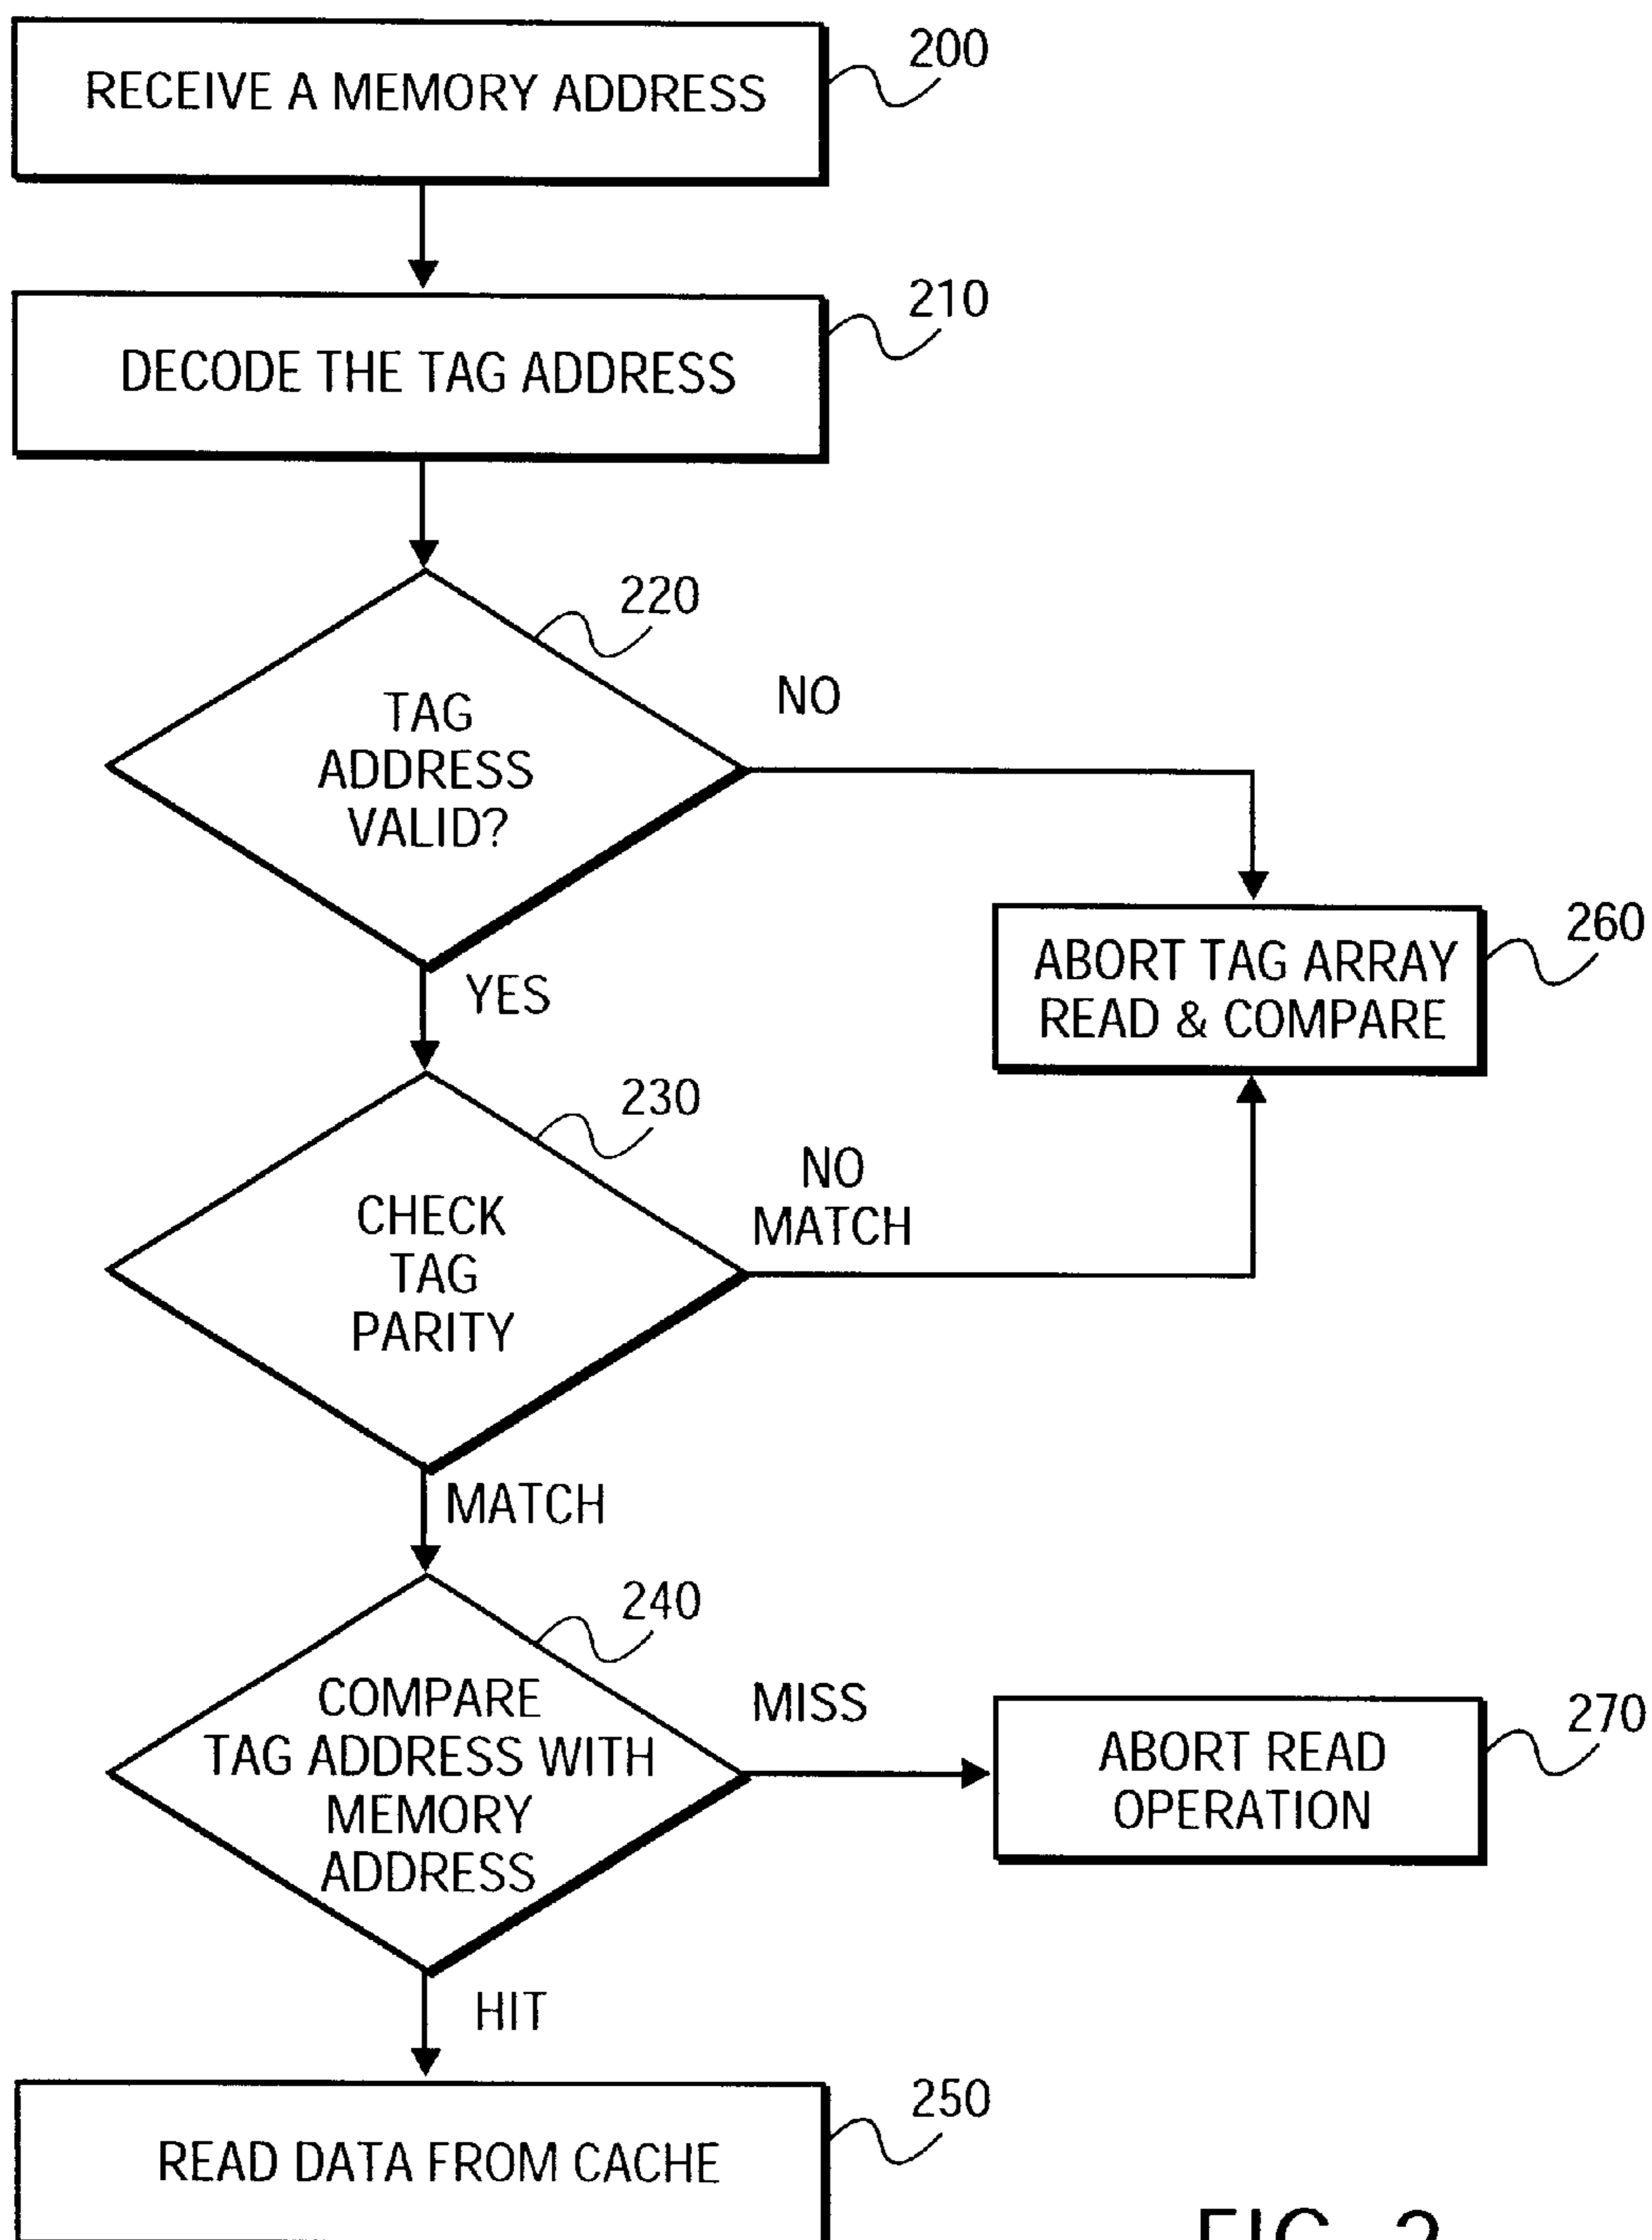 200
RECEIVE A MEMORY ADDRESS
210
DECODE THE TAG ADDRESS
220
TAG
ADDRESS
VALID?
NO
YES
260
ABORT TAG ARRAY
READ & COMPARE
230
CHECK
TAG
PARITY
NO
MATCH
MATCH
240
COMPARE
TAG ADDRESS WITH
MEMORY
ADDRESS
MISS
270
ABORT READ
OPERATION
HIT
250
READ DATA FROM CACHE